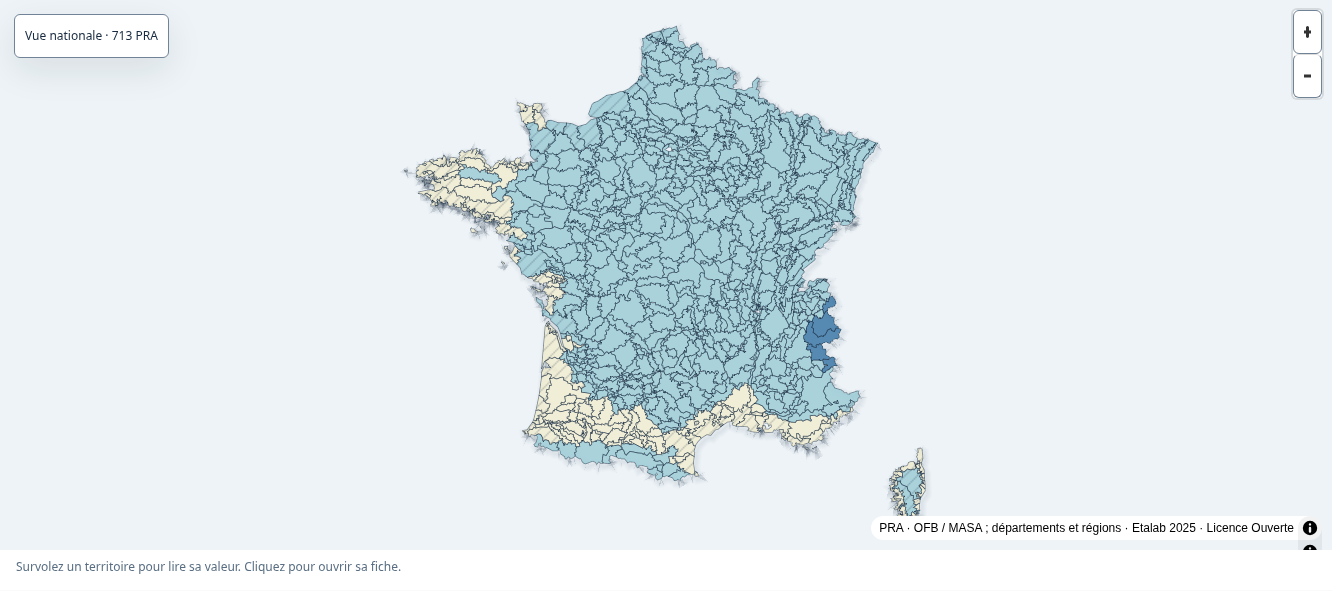 Vue nationale · 713 PRA
+
-
PRA · OFB / MASA ; départements et régions · Etalab 2025 · Licence Ouverte
Survolez un territoire pour lire sa valeur. Cliquez pour ouvrir sa fiche.